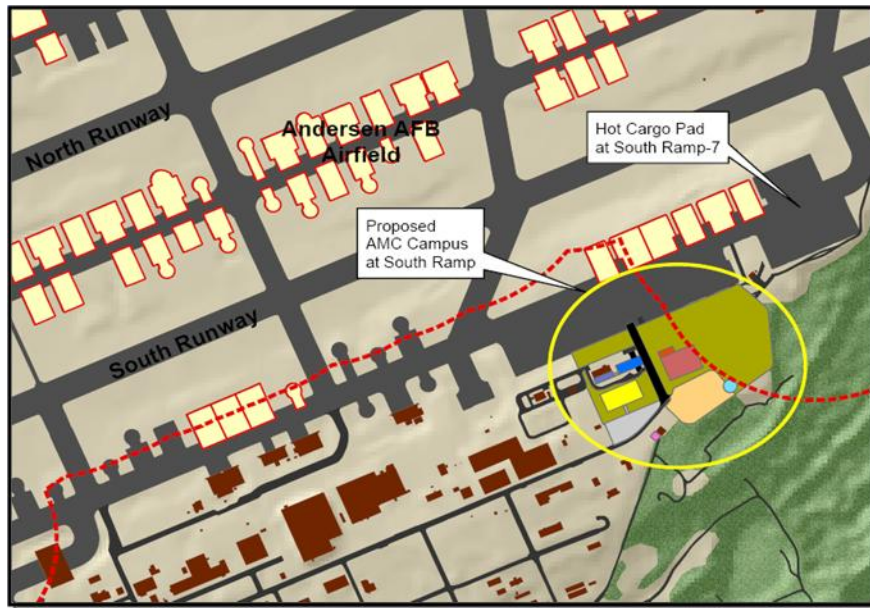 North Runway
Andersen AFB
Airfield
Hot Cargo Pad
at South Ramp-7
Proposed
AMC Campus
at South Ramp
South Runway